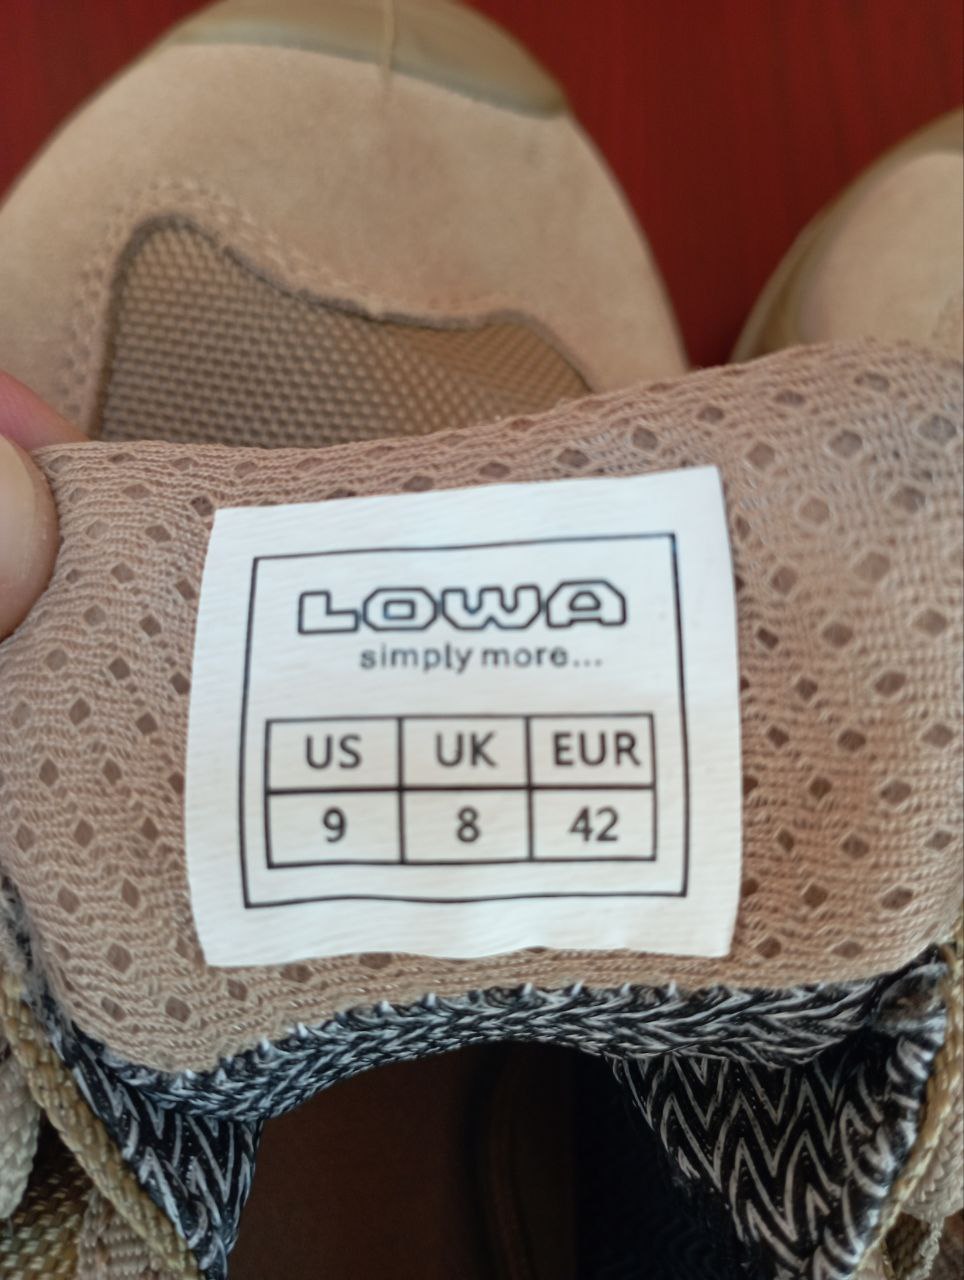 LOWA
simply more...
US UK EUR
9 8 42